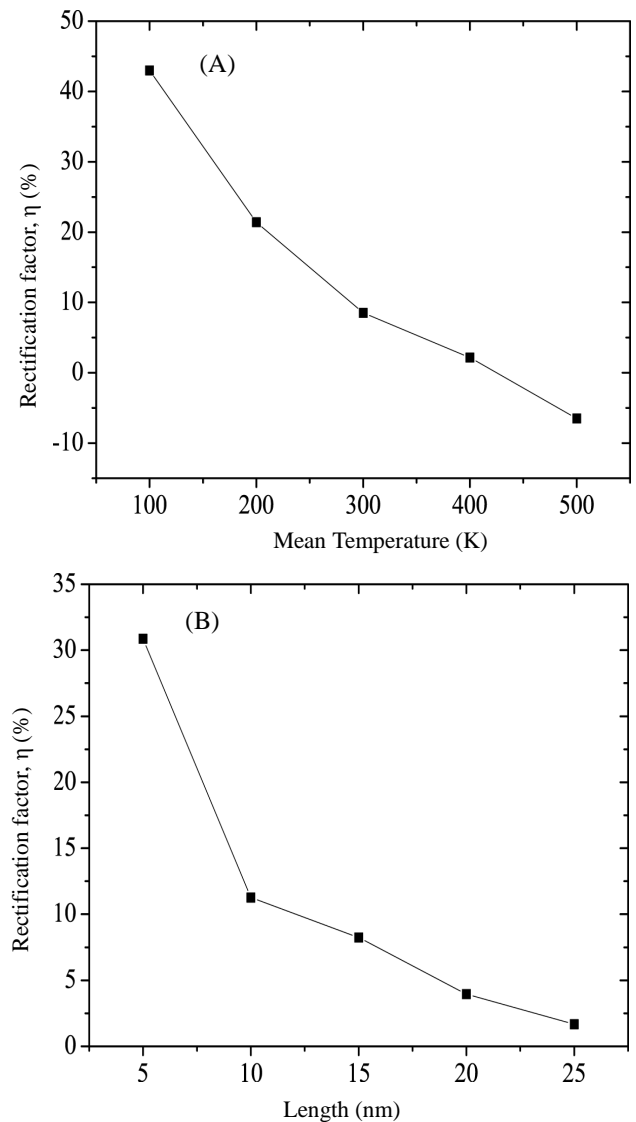 (A)
Rectification factor, η (%)
50
40
30
20
10
0
-10
100 200 300 400 500
Mean Temperature (K)
(B)
Rectification factor, η (%)
35
30
25
20
15
10
5
0
5 10 15 20 25
Length (nm)